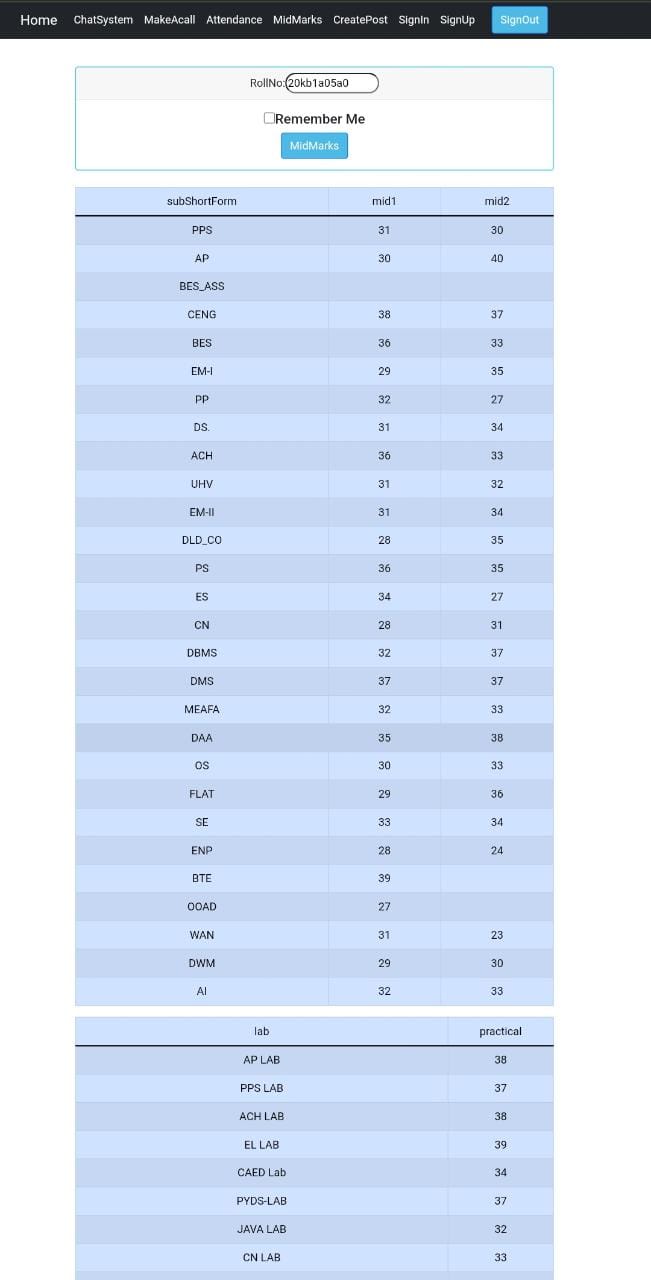 Home ChatSystem MakeAcall Attendance MidMarks CreatePost SignIn SignUp SignOut
RollNo:20kb1a05a0
Remember Me
MidMarks
subShortForm mid1 mid2
PPS 31 30
AP 30 40
BES_ASS
CENG 38 37
BES 36 33
EM-I 29 35
PP 32 27
DS. 31 34
ACH 36 33
UHV 31 32
EM-II 31 34
DLD_CO 28 35
PS 36 35
ES 34 27
CN 28 31
DBMS 32 37
DMS 37 37
MEAFA 32 33
DAA 35 38
OS 30 33
FLAT 29 36
SE 33 34
ENP 28 24
BTE 39
OOAD 27
WAN 31 23
DWM 29 30
AI 32 33
lab practical
AP LAB 38
PPS LAB 37
ACH LAB 38
EL LAB 39
CAED Lab 34
PYDS-LAB 37
JAVA LAB 32
CN LAB 33